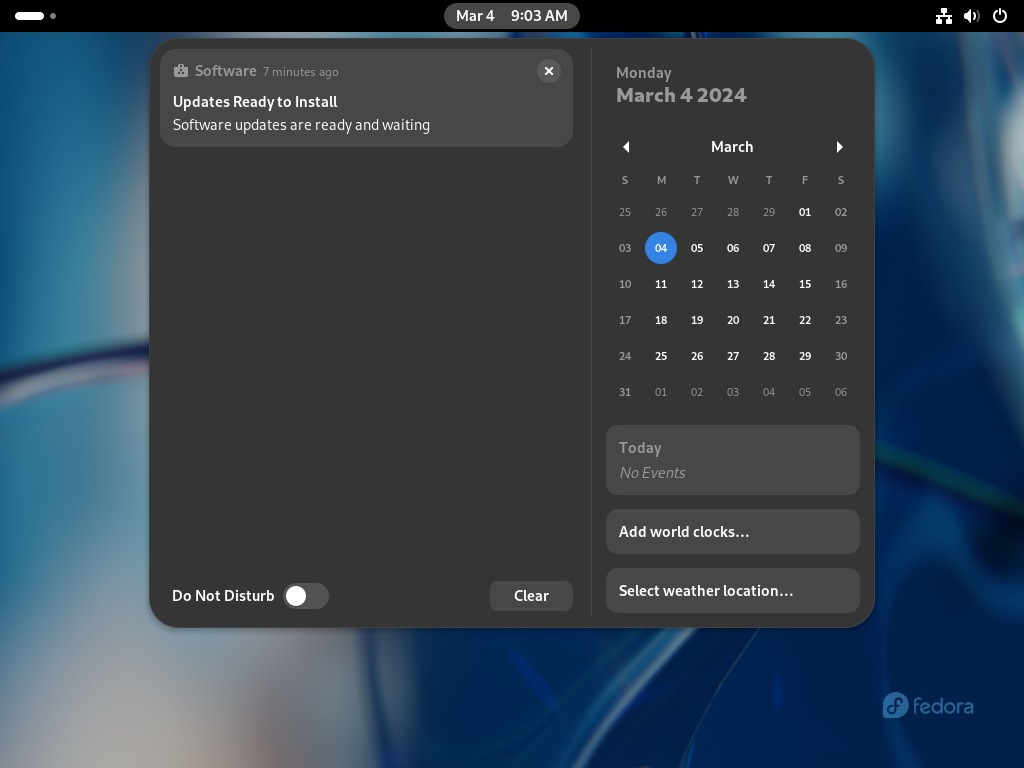 Mar 4 9:03 AM
Software 7 minutes ago
Updates Ready to Install
Software updates are ready and waiting
Do Not Disturb
Clear
Monday
March 4 2024
March
S M T W T F S
25 26 27 28 29 01 02
03 04 05 06 07 08 09
10 11 12 13 14 15 16
17 18 19 20 21 22 23
24 25 26 27 28 29 30
31 01 02 03 04 05 06
Today
No Events
Add world clocks…
Select weather location…
fedora